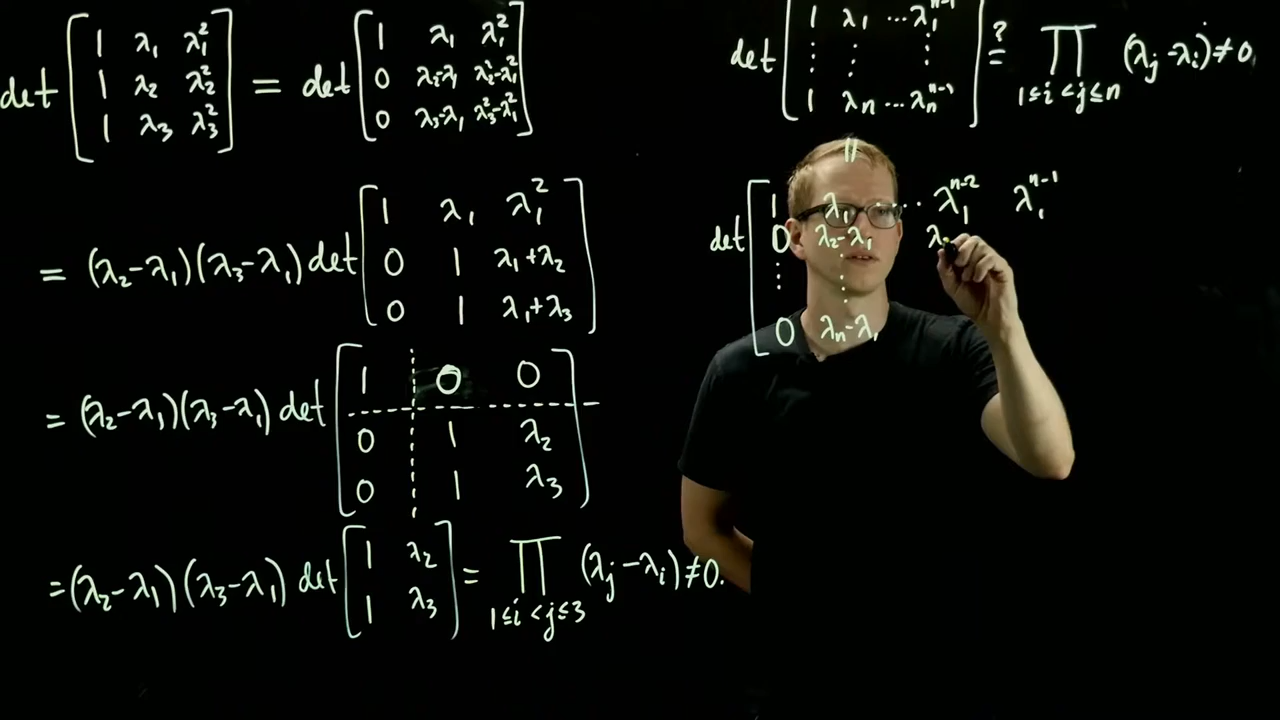 det [ 1 λ₁ λ₁²
1 λ₂ λ₂²
1 λ₃ λ₃² ] = det [ 1 λ₁ λ₁²
0 λ₂-λ₁ λ₂²-λ₁²
0 λ₃-λ₁ λ₃²-λ₁² ]
= (λ₂-λ₁)(λ₃-λ₁) det [ 1 λ₁ λ₁²
0 1 λ₁+λ₂
0 1 λ₁+λ₃ ]
= (λ₂-λ₁)(λ₃-λ₁) det [ 1 0 0
0 1 λ₂
0 1 λ₃ ]
= (λ₂-λ₁)(λ₃-λ₁) det [ 1 λ₂
1 λ₃ ] = ∏ (λⱼ-λᵢ) ≠ 0.
1≤i<j≤3
det [ 1 λ₁ ... λ₁ⁿ⁻¹
⋮ ⋮ ⋮
1 λₙ ... λₙⁿ⁻¹ ] ?= ∏ (λⱼ-λᵢ) ≠ 0,
1≤i<j≤n
||
det [ 1 λ₁ ... λ₁ⁿ⁻² λ₁ⁿ⁻¹
0 λ₂-λ₁ λ
⋮ ⋮
0 λₙ-λ₁